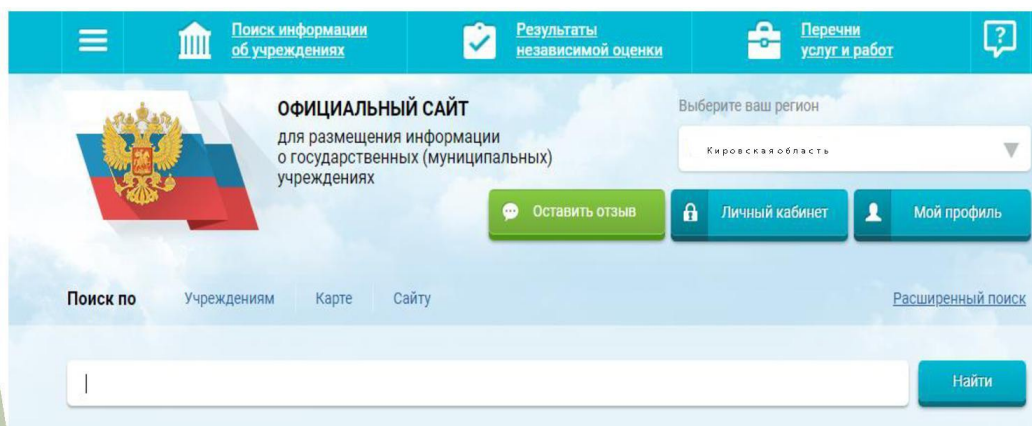 Поиск информации
об учреждениях
Результаты
независимой оценки
Перечни
услуг и работ
?
ОФИЦИАЛЬНЫЙ САЙТ
для размещения информации
о государственных (муниципальных)
учреждениях
Выберите ваш регион
Кировская область
Оставить отзыв
Личный кабинет
Мой профиль
Поиск по
Учреждениям
Карте
Сайту
Расширенный поиск
Найти